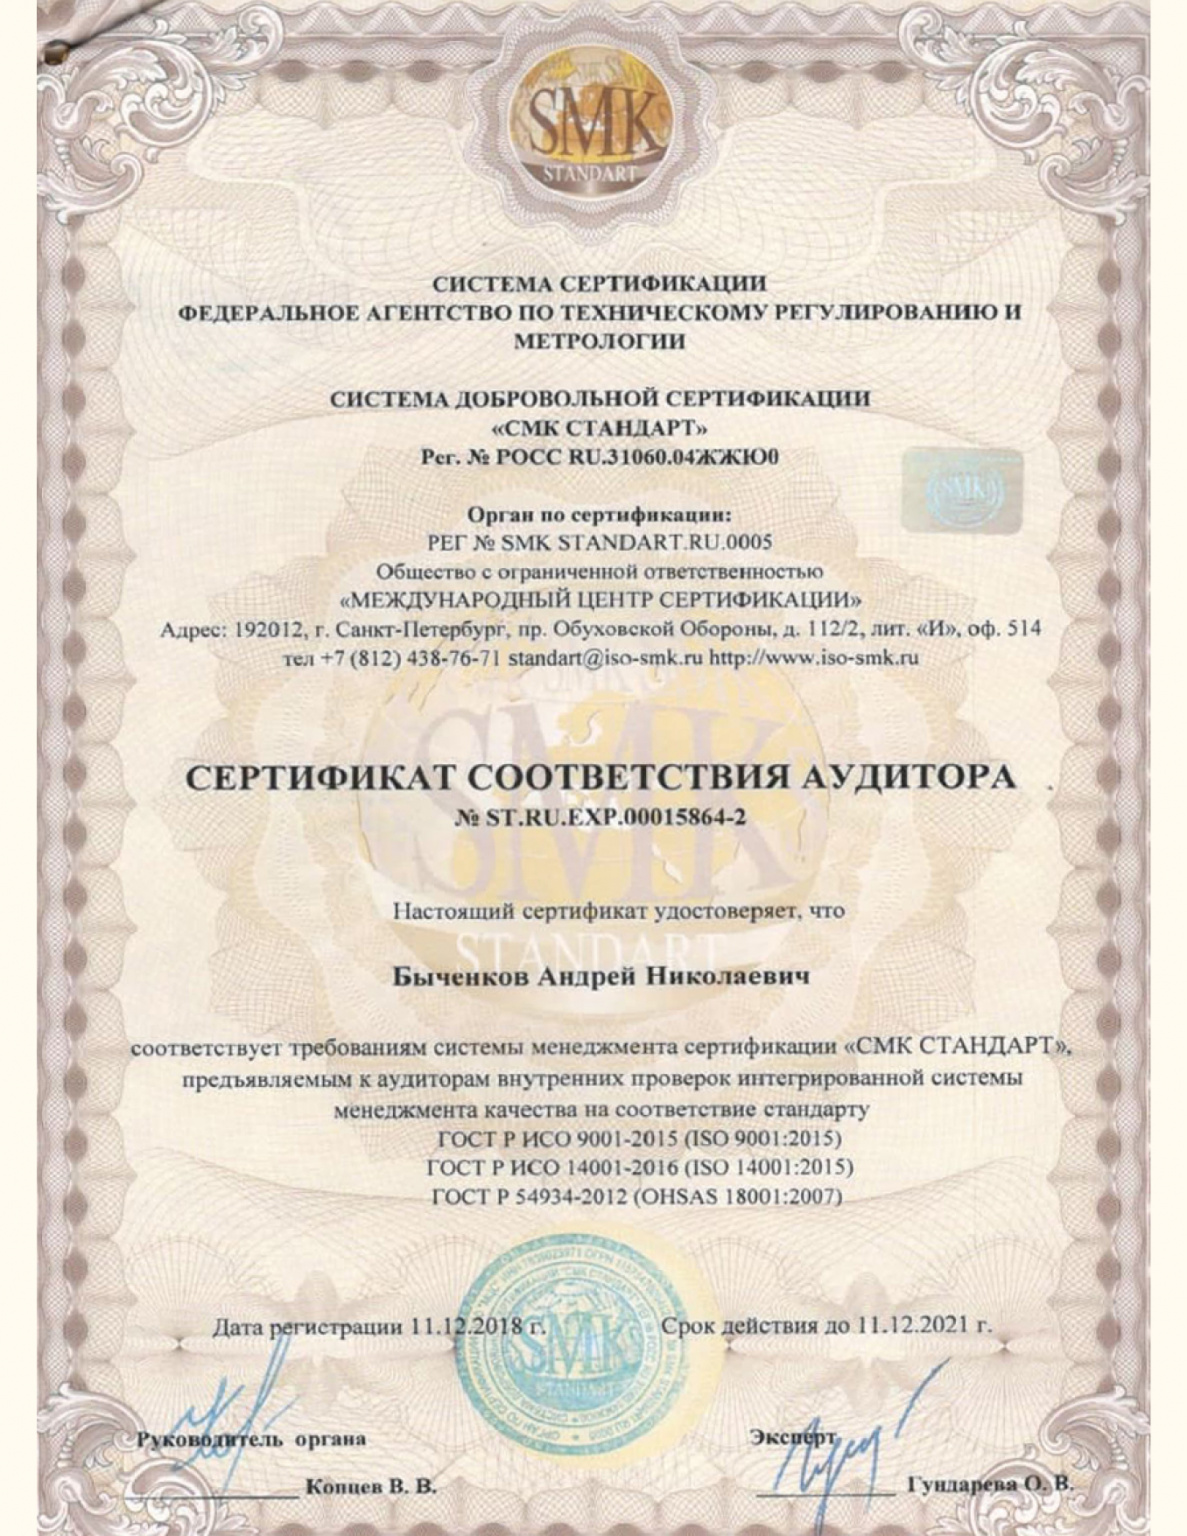 SMK
STANDART
СИСТЕМА СЕРТИФИКАЦИИ
ФЕДЕРАЛЬНОЕ АГЕНТСТВО ПО ТЕХНИЧЕСКОМУ РЕГУЛИРОВАНИЮ И
МЕТРОЛОГИИ
СИСТЕМА ДОБРОВОЛЬНОЙ СЕРТИФИКАЦИИ
«СМК СТАНДАРТ»
Рег. № РОСС RU.31060.04ЖЖЮ0
SMK
Орган по сертификации:
РЕГ № SMK STANDART.RU.0005
Общество с ограниченной ответственностью
«МЕЖДУНАРОДНЫЙ ЦЕНТР СЕРТИФИКАЦИИ»
Адрес: 192012, г. Санкт-Петербург, пр. Обуховской Обороны, д. 112/2, лит. «И», оф. 514
тел +7 (812) 438-76-71 standart@iso-smk.ru http://www.iso-smk.ru
SMK
СЕРТИФИКАТ СООТВЕТСТВИЯ АУДИТОРА
№ ST.RU.EXP.00015864-2
Настоящий сертификат удостоверяет, что
STANDART
Быченков Андрей Николаевич
соответствует требованиям системы менеджмента сертификации «СМК СТАНДАРТ»,
предъявляемым к аудиторам внутренних проверок интегрированной системы
менеджмента качества на соответствие стандарту
ГОСТ Р ИСО 9001-2015 (ISO 9001:2015)
ГОСТ Р ИСО 14001-2016 (ISO 14001:2015)
ГОСТ Р 54934-2012 (OHSAS 18001:2007)
Дата регистрации 11.12.2018 г. Срок действия до 11.12.2021 г.
SMK
STANDART
Руководитель органа Эксперт
Копцев В. В. Гундарева О. В.